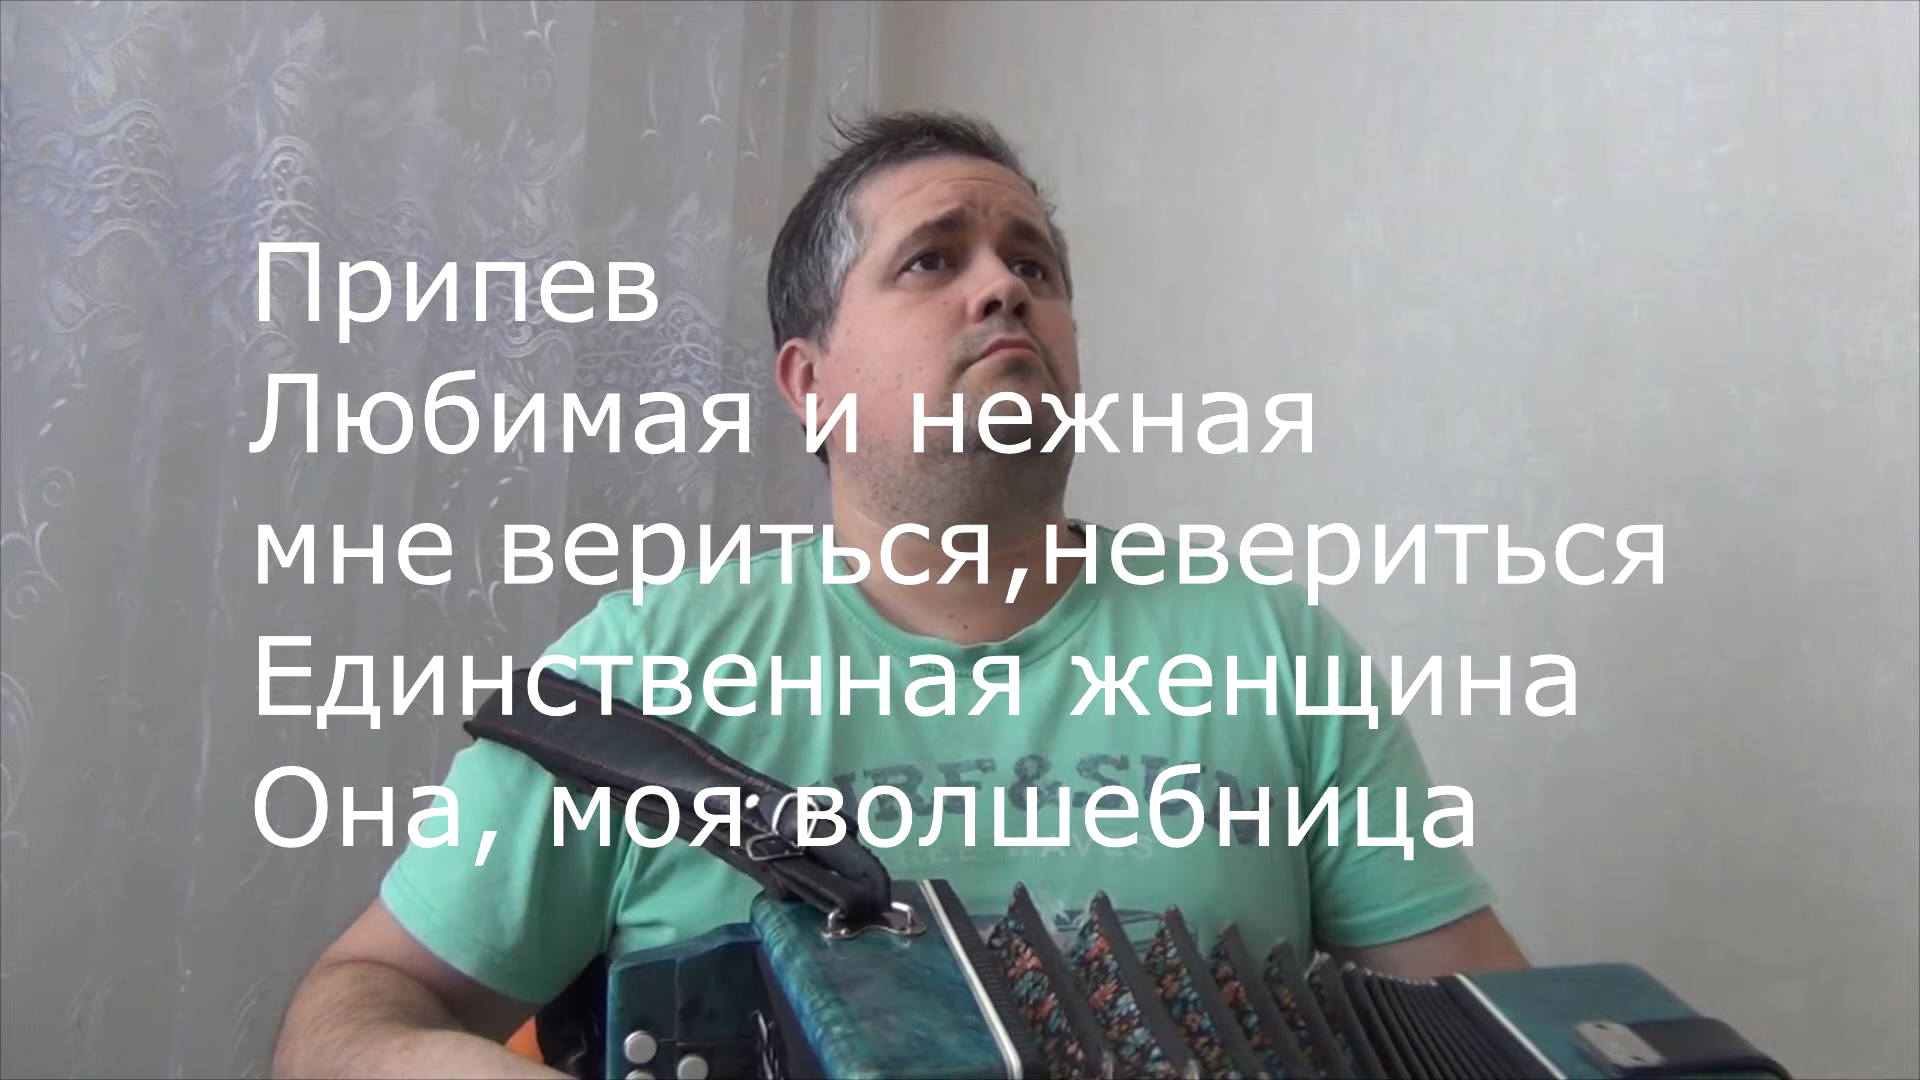 Припев
Любимая и нежная
мне вериться,невериться
Единственная женщина
Она, моя волшебница